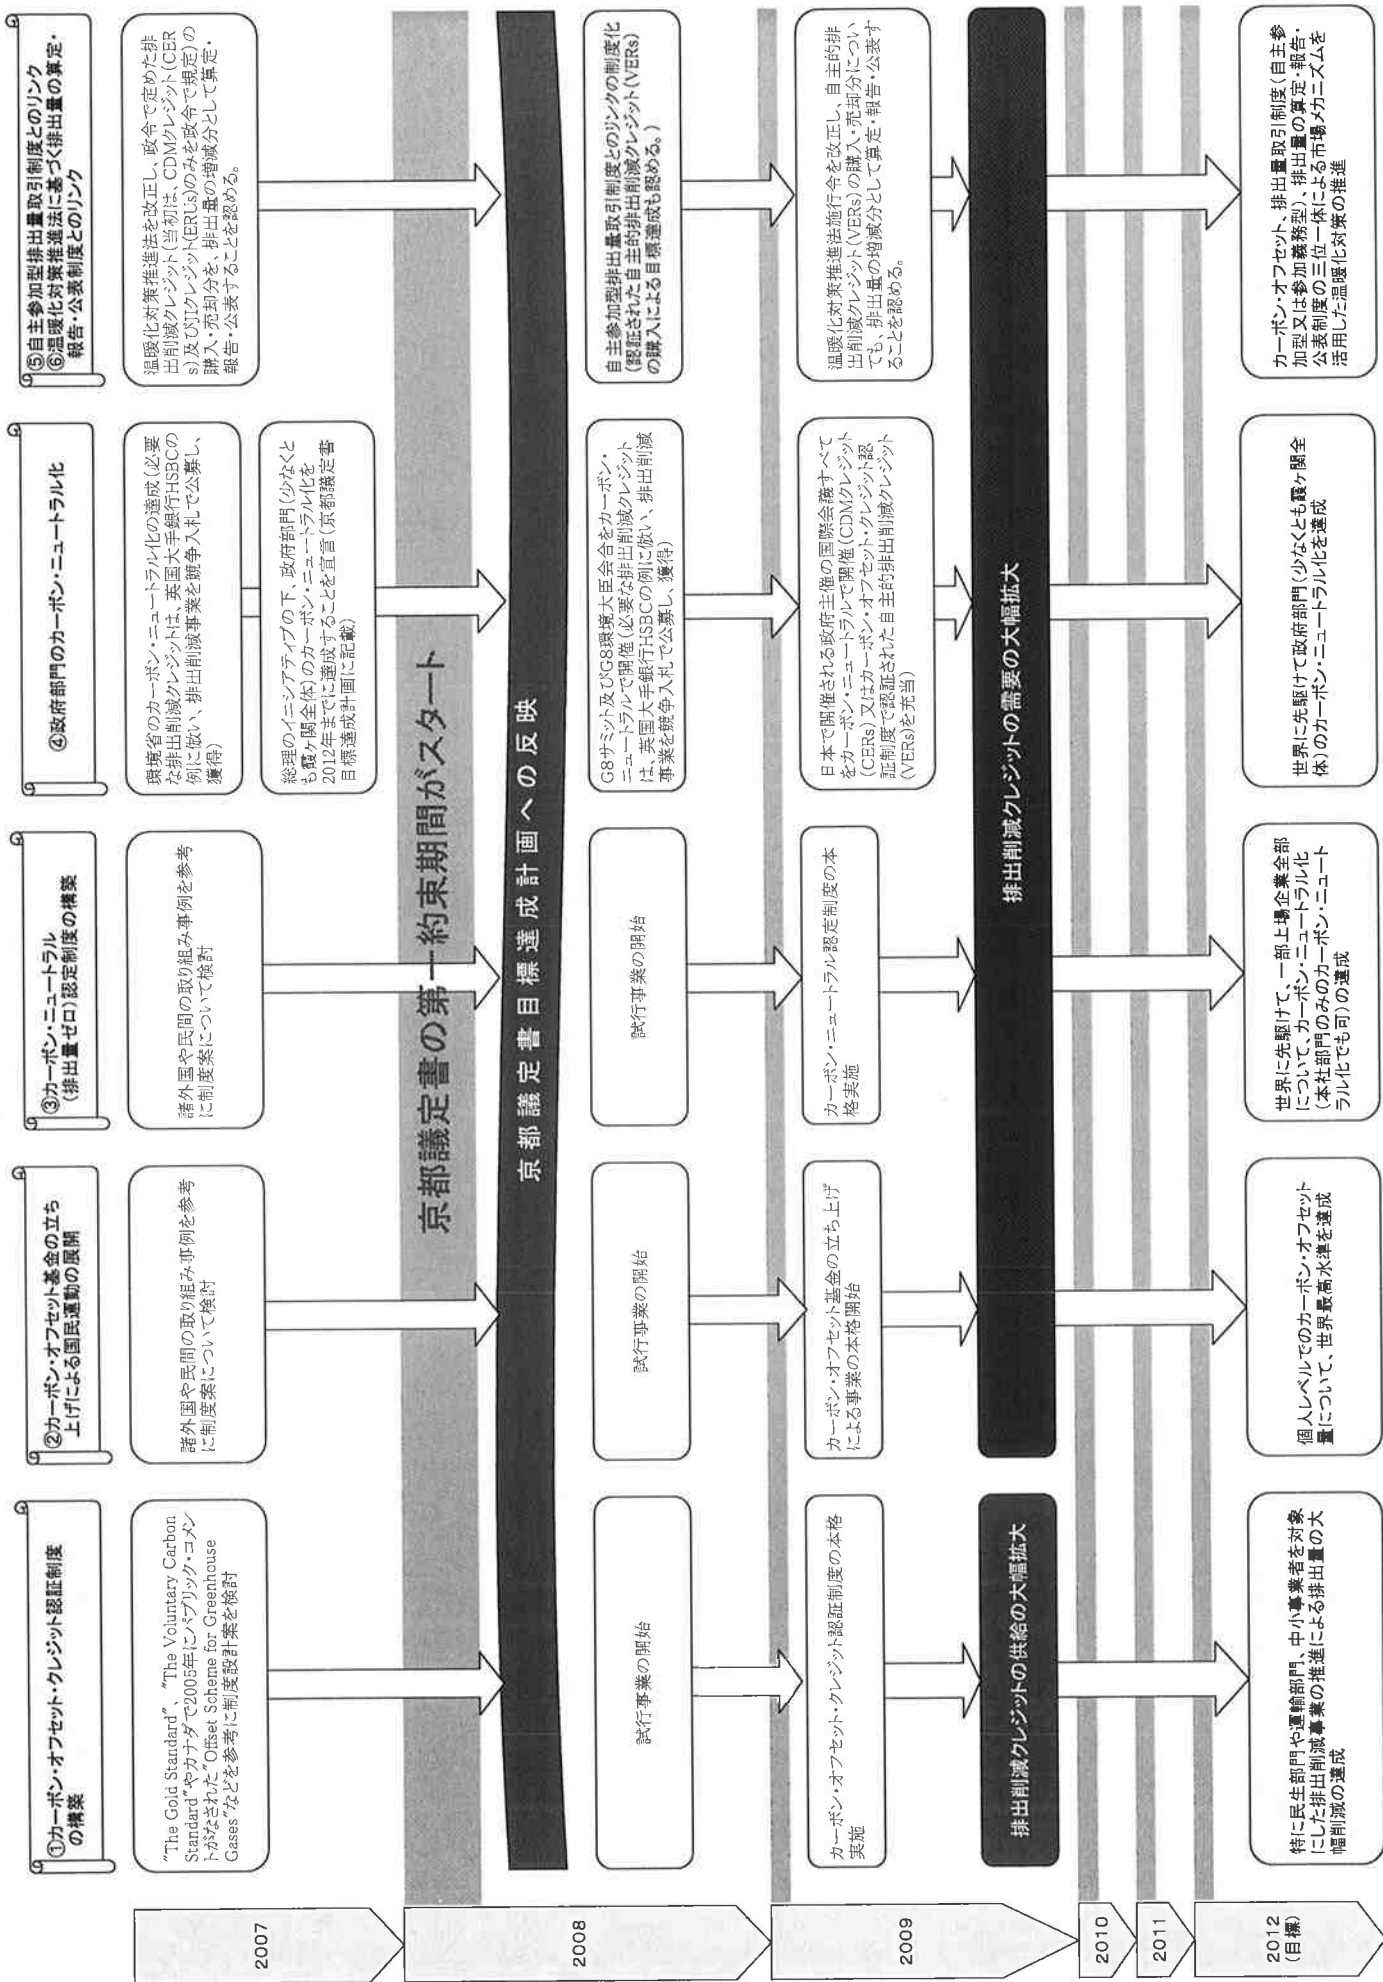 ①カーボン・オフセット・クレジット認証制度
の構築
②カーボン・オフセット基金の立ち
上げによる国民運動の展開
③カーボン・ニュートラル
(排出量ゼロ)認定制度の構築
④政府部門のカーボン・ニュートラル化
⑤自主参加型排出量取引制度とのリンク
⑥温暖化対策推進法に基づく排出量の算定・
報告・公表制度とのリンク
2007
"The Gold Standard"、"The Voluntary Carbon
Standard"やカナダで2005年にパブリック・コメン
トがなされた"Offset Scheme for Greenhouse
Gases"などを参考に制度設計案を検討
諸外国や民間の取り組み事例を参考
に制度案について検討
諸外国や民間の取り組み事例を参考
に制度案について検討
環境省のカーボン・ニュートラル化の達成(必要
な排出削減クレジットは、英国大手銀行HSBCの
例に倣い、排出削減事業を競争入札で公募し、
獲得)
総理のイニシアティブの下、政府部門(少なくと
も霞ヶ関全体)のカーボン・ニュートラル化を
2012年までに達成することを宣言(京都議定書
目標達成計画に記載)
温暖化対策推進法を改正し、政令で定めた排
出削減クレジット(当初は、CDMクレジット(CER
s)及びJIクレジット(ERUs)のみを政令で規定)の
購入・売却分を、排出量の増減分として算定・
報告・公表することを認める。
京都議定書の第一約束期間がスタート
2008
京都議定書目標達成計画への反映
試行事業の開始
試行事業の開始
試行事業の開始
G8サミット及びG8環境大臣会合をカーボン・
ニュートラルで開催(必要な排出削減クレジット
は、英国大手銀行HSBCの例に倣い、排出削減
事業を競争入札で公募し、獲得)
自主参加型排出量取引制度とのリンクの制度化
(認証された自主的排出削減クレジット(VERs)
の購入による目標達成も認める。)
2009
カーボン・オフセット・クレジット認証制度の本格
実施
カーボン・オフセット基金の立ち上げ
による事業の本格開始
カーボン・ニュートラル認定制度の本
格実施
日本で開催される政府主催の国際会議すべて
をカーボン・ニュートラルで開催(CDMクレジット
(CERs)又はカーボン・オフセット・クレジット認
証制度で認証された自主的排出削減クレジット
(VERs)を充当)
温暖化対策推進法施行令を改正し、自主的排
出削減クレジット(VERs)の購入・売却分につい
ても、排出量の増減分として算定・報告・公表す
ることを認める。
排出削減クレジットの供給の大幅拡大
排出削減クレジットの需要の大幅拡大
2010
2011
2012
(目標)
特に民生部門や運輸部門、中小事業者を対象
にした排出削減事業の推進による排出量の大
幅削減の達成
個人レベルでのカーボン・オフセット
量について、世界最高水準を達成
世界に先駆けて、一部上場企業全部
について、カーボン・ニュートラル化
(本社部門のみのカーボン・ニュート
ラル化でも可)の達成
世界に先駆けて政府部門(少なくとも霞ヶ関全
体)のカーボン・ニュートラル化を達成
カーボン・オフセット、排出量取引制度(自主参
加型又は参加義務型)、排出量の算定・報告・
公表制度の三位一体による市場メカニズムを
活用した温暖化対策の推進